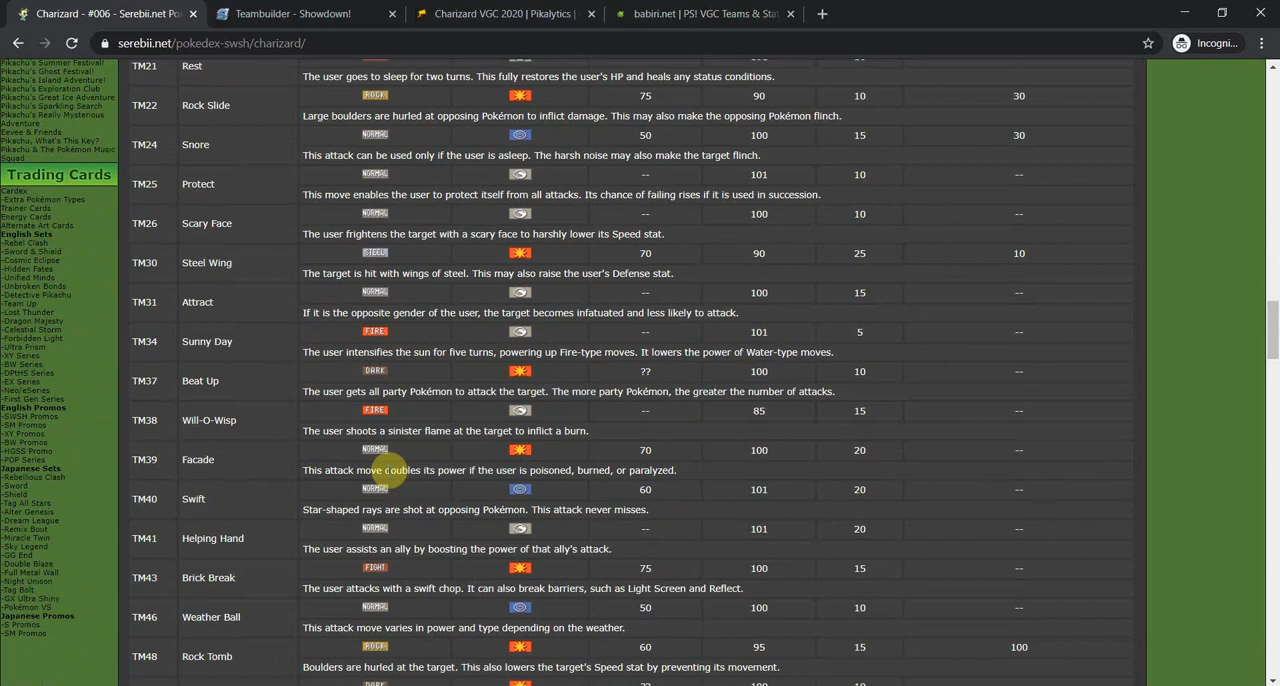 Charizard - #006 - Serebii.net Po
Teambuilder - Showdown!
Charizard VGC 2020 | Pikalytics |
babiri.net | PS! VGC Teams & Sta
serebii.net/pokedex-swsh/charizard/
Incogni...
Pikachu's Summer Festival!
Pikachu's Ghost Festival!
Pikachu's Island Adventure!
Pikachu's Exploration Club
Pikachu's Great Ice Adventure
Pikachu's Sparkling Search
Pikachu's Really Mysterious
Adventure
Eevee & Friends
Pikachu, What's This Key?
Pikachu & The Pokémon Music
Squad
Trading Cards
Cardex
-Extra Pokémon Types
Trainer Cards
Energy Cards
Alternate Art Cards
English Sets
-Rebel Clash
-Sword & Shield
-Cosmic Eclipse
-Hidden Fates
-Unified Minds
-Unbroken Bonds
-Detective Pikachu
-Team Up
-Lost Thunder
-Dragon Majesty
-Celestial Storm
-Forbidden Light
-Ultra Prism
-XY Series
-BW Series
-DPtHS Series
-EX Series
-Neo/eSeries
-First Gen Series
English Promos
-SWSH Promos
-SM Promos
-XY Promos
-BW Promos
-HGSS Promo
-POP Series
Japanese Sets
-Rebellious Clash
-Sword
-Shield
-Tag All Stars
-Alter Genesis
-Dream League
-Remix Bout
-Miracle Twin
-Sky Legend
-GG End
-Double Blaze
-Full Metal Wall
-Night Unison
-Tag Bolt
-GX Ultra Shiny
-Pokémon VS
Japanese Promos
-S Promos
-SM Promos
TM21 Rest
The user goes to sleep for two turns. This fully restores the user's HP and heals any status conditions.
TM22 Rock Slide ROCK 75 90 10 30
Large boulders are hurled at opposing Pokémon to inflict damage. This may also make the opposing Pokémon flinch.
TM24 Snore NORMAL 50 100 15 30
This attack can be used only if the user is asleep. The harsh noise may also make the target flinch.
TM25 Protect NORMAL -- 101 10 --
This move enables the user to protect itself from all attacks. Its chance of failing rises if it is used in succession.
TM26 Scary Face NORMAL -- 100 10 --
The user frightens the target with a scary face to harshly lower its Speed stat.
TM30 Steel Wing STEEL 70 90 25 10
The target is hit with wings of steel. This may also raise the user's Defense stat.
TM31 Attract NORMAL -- 100 15 --
If it is the opposite gender of the user, the target becomes infatuated and less likely to attack.
TM34 Sunny Day FIRE -- 101 5 --
The user intensifies the sun for five turns, powering up Fire-type moves. It lowers the power of Water-type moves.
TM37 Beat Up DARK ?? 100 10 --
The user gets all party Pokémon to attack the target. The more party Pokémon, the greater the number of attacks.
TM38 Will-O-Wisp FIRE -- 85 15 --
The user shoots a sinister flame at the target to inflict a burn.
TM39 Facade NORMAL 70 100 20 --
This attack move doubles its power if the user is poisoned, burned, or paralyzed.
TM40 Swift NORMAL 60 101 20 --
Star-shaped rays are shot at opposing Pokémon. This attack never misses.
TM41 Helping Hand NORMAL -- 101 20 --
The user assists an ally by boosting the power of that ally's attack.
TM43 Brick Break FIGHT 75 100 15 --
The user attacks with a swift chop. It can also break barriers, such as Light Screen and Reflect.
TM46 Weather Ball NORMAL 50 100 10 --
This attack move varies in power and type depending on the weather.
TM48 Rock Tomb ROCK 60 95 15 100
Boulders are hurled at the target. This also lowers the target's Speed stat by preventing its movement.